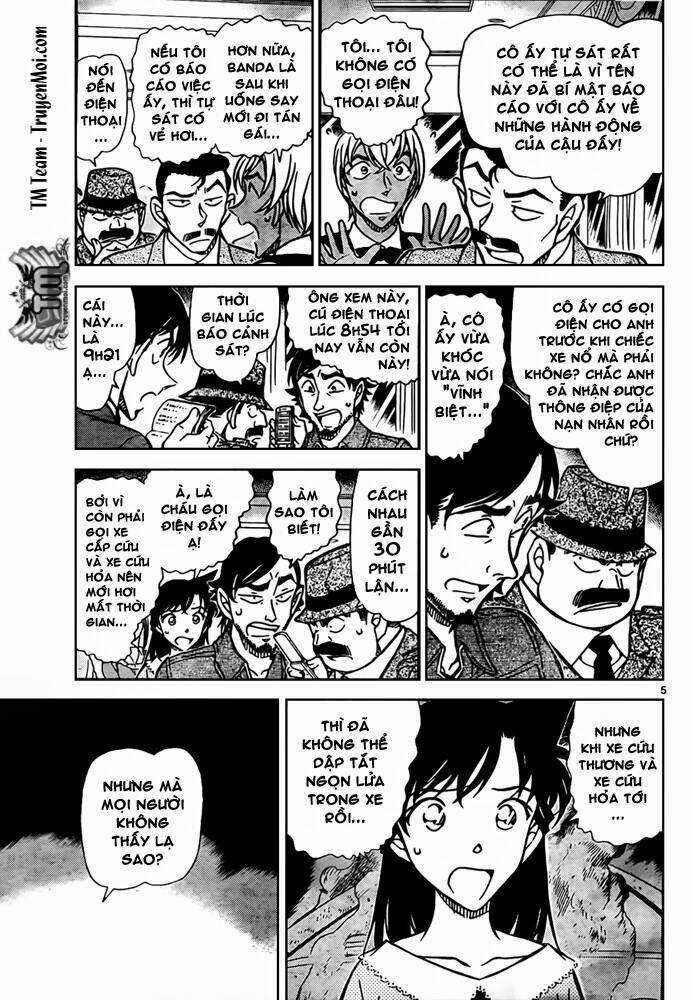 CÔ ẤY TỰ SÁT RẤT
CÓ THỂ LÀ VÌ TÊN
NÀY ĐÃ BÍ MẬT BÁO
CÁO VỚI CÔ ẤY VỀ
NHỮNG HÀNH ĐỘNG
CỦA CẬU ĐẤY!
TÔI... TÔI
KHÔNG CÓ
GỌI ĐIỆN
THOẠI ĐÂU!
HƠN NỮA,
BANDA LÀ
SAU KHI
UỐNG SAY
MỚI ĐI TÁN
GÁI...
NẾU TÔI
CÓ BÁO
CÁO VIỆC
ẤY, THÌ TỰ
SÁT CÓ
VẺ HƠI...
NÓI
ĐẾN
ĐIỆN
THOẠI
...
TM Team - TruyenMoi.com
TM
truyenmoi.com
CÔ ẤY CÓ GỌI
ĐIỆN CHO ANH
TRƯỚC KHI CHIẾC
XE NỔ MÀ PHẢI
KHÔNG? CHẮC ANH
ĐÃ NHẬN ĐƯỢC
THÔNG ĐIỆP CỦA
NẠN NHÂN RỒI
CHỨ?
À, CÔ
ẤY VỪA
KHÓC
VỪA NÓI
"VĨNH
BIỆT..."
ÔNG XEM NÀY,
CÚ ĐIỆN THOẠI
LÚC 8H54 TỐI
NAY VẪN CÒN
NÀY!
THỜI
GIAN LÚC
BÁO CẢNH
SÁT?
CÁI
NÀY...
LÀ
9H21
Ạ...
CÁCH
NHAU
GẦN
30
PHÚT
LẬN...
LÀM
SAO TÔI
BIẾT!
À, LÀ
CHÁU GỌI
ĐIỆN ĐẤY
Ạ!
BỞI VÌ
CÒN PHẢI
GỌI XE
CẤP CỨU
VÀ XE CỨU
HỎA NÊN
MỚI HƠI
MẤT THỜI
GIAN...
5
NHƯNG
KHI XE CỨU
THƯƠNG VÀ
XE CỨU
HỎA TỚI
...
THÌ ĐÃ
KHÔNG THỂ
DẬP TẮT
NGỌN LỬA
TRONG XE
RỒI...
NHƯNG MÀ
MỌI NGƯỜI
KHÔNG
THẤY LẠ
SAO?